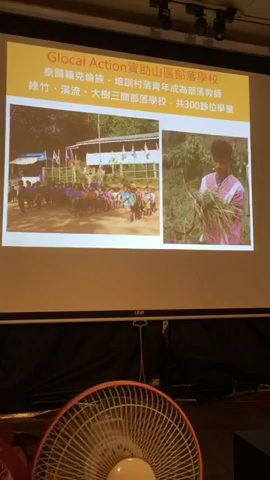 Glocal Action資助山區部落學校
泰國籍克倫族，培訓村落青年成為部落教師
綠竹、溪流、大樹三間部落學校，共300餘位學童